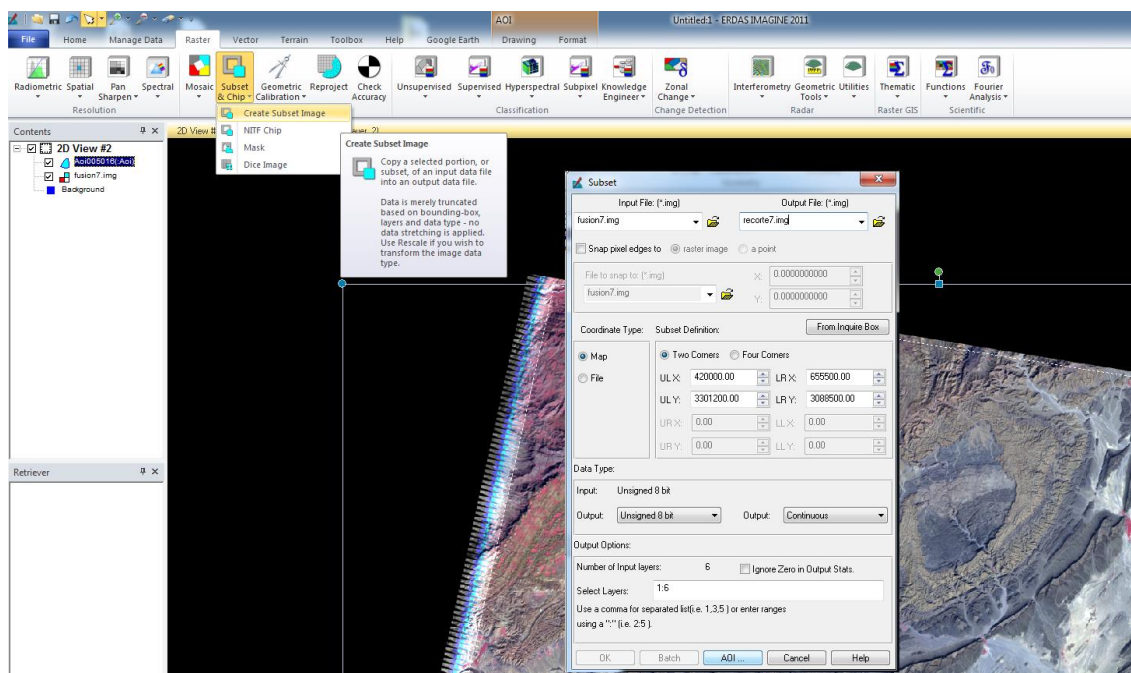 AOI Untitled:1 - ERDAS IMAGINE 2011
File Home Manage Data Raster Vector Terrain Toolbox Help Google Earth Drawing Format
Radiometric Spatial Pan Sharpen Spectral Mosaic Subset & Chip Geometric Calibration Reproject Check Accuracy Unsupervised Supervised Hyperspectral Subpixel Knowledge Engineer Zonal Change Interferometry Geometric Tools Utilities Thematic Functions Fourier Analysis
Resolution Classification Change Detection Radar Raster GIS Scientific
Create Subset Image
NITF Chip
Mask
Dice Image
Contents
2D View #2
fusion7.img
Background
Retriever
2D View #
Create Subset Image
Copy a selected portion, or
subset, of an input data file
into an output data file.
Data is merely truncated
based on bounding-box,
layers and data type - no
data stretching is applied.
Use Rescale if you wish to
transform the image data
type.
Subset
Input File: (*.img) Output File: (*.img)
fusion7.img recorte7.img
Snap pixel edges to raster image a point
File to snap to: (*.img) X: 0.0000000000
fusion7.img Y: 0.0000000000
Coordinate Type: Subset Definition: From Inquire Box
Map Two Corners Four Corners
File UL X: 420000.00 LR X: 655500.00
UL Y: 3301200.00 LR Y: 3088500.00
UR X: 0.00 LL X: 0.00
UR Y: 0.00 LL Y: 0.00
Data Type:
Input: Unsigned 8 bit
Output: Unsigned 8 bit Output: Continuous
Output Options:
Number of Input layers: 6 Ignore Zero in Output Stats.
Select Layers: 1:6
Use a comma for separated list(i.e. 1,3,5 ) or enter ranges
using a ":" (i.e. 2:5 ).
OK Batch AOI ... Cancel Help